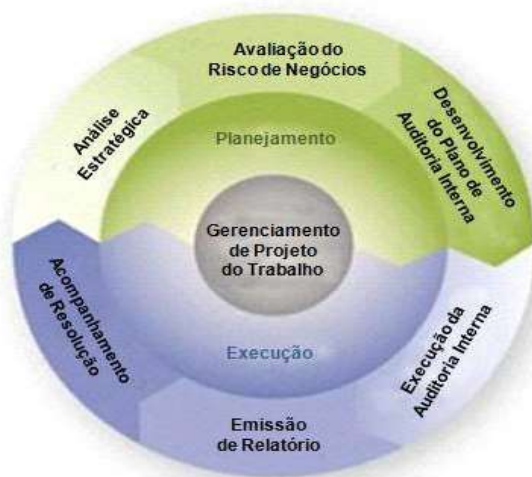 Avaliação do
Risco de Negócios
Desenvolvimento
do Plano de
Auditoria Interna
Análise
Estratégica
Planejamento
Gerenciamento
de Projeto
do Trabalho
Execução
Execução da
Auditoria Interna
Emissão
de Relatório
Acompanhamento
de Resolução